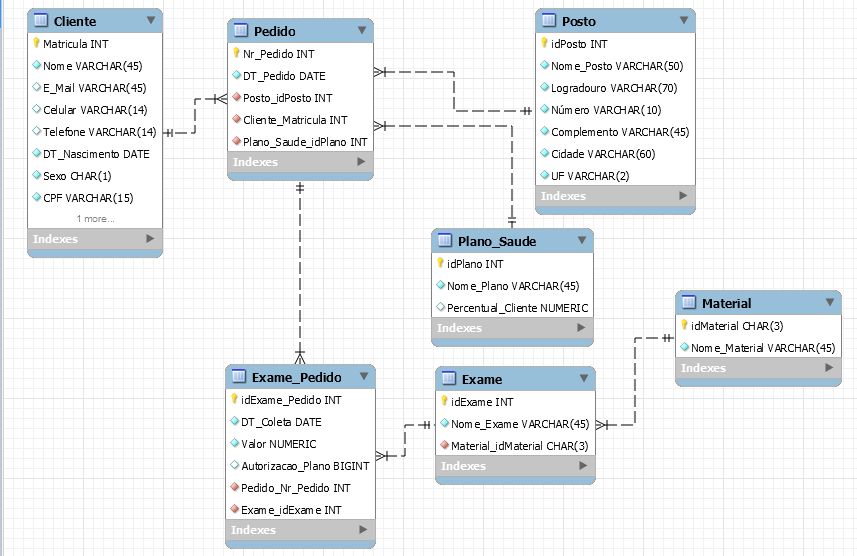 Cliente
Matricula INT
Nome VARCHAR(45)
E_Mail VARCHAR(45)
Celular VARCHAR(14)
Telefone VARCHAR(14)
DT_Nascimento DATE
Sexo CHAR(1)
CPF VARCHAR(15)
1 more...
Indexes
Pedido
Nr_Pedido INT
DT_Pedido DATE
Posto_idPosto INT
Cliente_Matricula INT
Plano_Saude_idPlano INT
Indexes
Posto
idPosto INT
Nome_Posto VARCHAR(50)
Logradouro VARCHAR(70)
Número VARCHAR(10)
Complemento VARCHAR(45)
Cidade VARCHAR(60)
UF VARCHAR(2)
Indexes
Plano_Saude
idPlano INT
Nome_Plano VARCHAR(45)
Percentual_Cliente NUMERIC
Indexes
Material
idMaterial CHAR(3)
Nome_Material VARCHAR(45)
Indexes
Exame_Pedido
idExame_Pedido INT
DT_Coleta DATE
Valor NUMERIC
Autorizacao_Plano BIGINT
Pedido_Nr_Pedido INT
Exame_idExame INT
Indexes
Exame
idExame INT
Nome_Exame VARCHAR(45)
Material_idMaterial CHAR(3)
Indexes